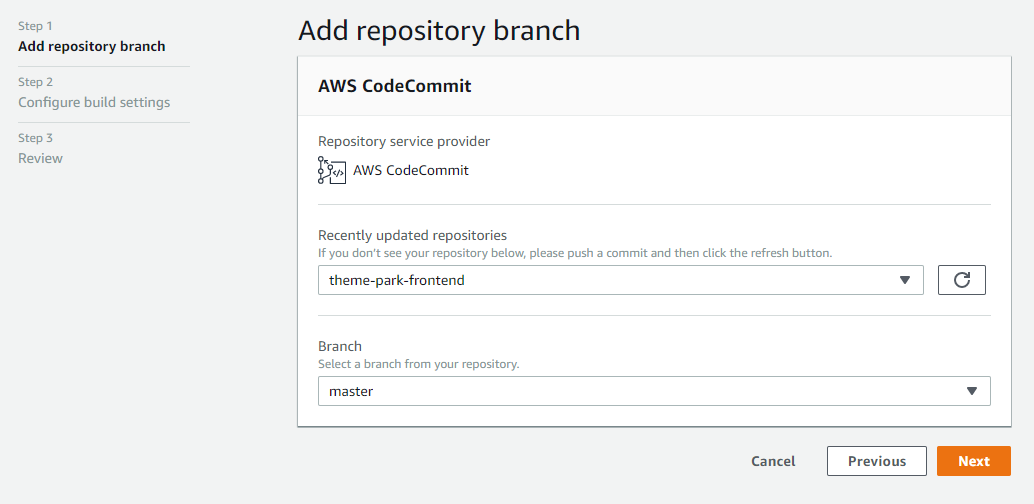 Step 1
Add repository branch
Step 2
Configure build settings
Step 3
Review
Add repository branch
AWS CodeCommit
Repository service provider
AWS CodeCommit
Recently updated repositories
If you don't see your repository below, please push a commit and then click the refresh button.
theme-park-frontend
Branch
Select a branch from your repository.
master
Cancel
Previous
Next